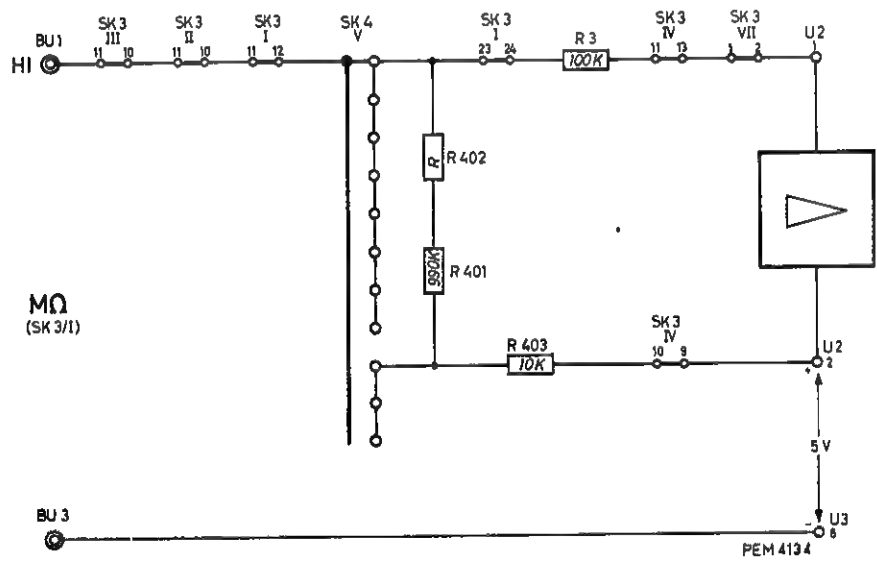 SK 3
III
SK 3
II
SK 3
I
SK 4
V
SK 3
I
SK 3
IV
SK 3
VII
U2
1
BU 1
HI
11 10
11 10
11 12
23 24
R 3
100K
11 13
1 2
R
R 402
990K
R 401
MΩ
(SK 3/I)
R 403
10K
SK 3
IV
10 9
U2
+ 2
5 V
BU 3
- U3
6
PEM 4134